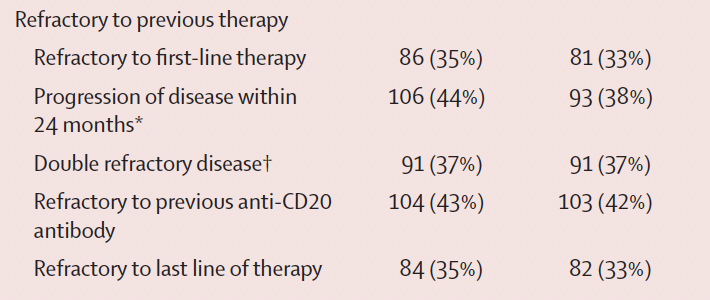 Refractory to previous therapy
Refractory to first-line therapy 86 (35%) 81 (33%)
Progression of disease within 106 (44%) 93 (38%)
24 months*
Double refractory disease† 91 (37%) 91 (37%)
Refractory to previous anti-CD20 104 (43%) 103 (42%)
antibody
Refractory to last line of therapy 84 (35%) 82 (33%)